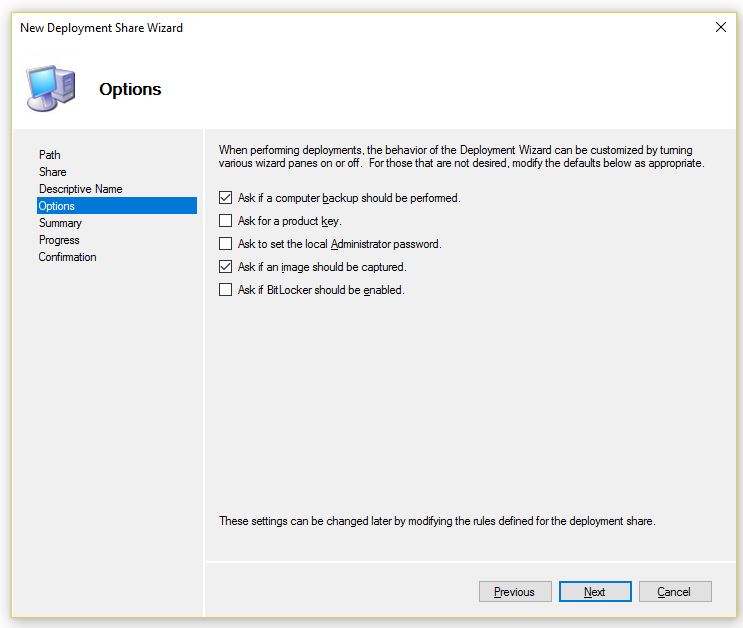 New Deployment Share Wizard
Options
Path
Share
Descriptive Name
Options
Summary
Progress
Confirmation
When performing deployments, the behavior of the Deployment Wizard can be customized by turning
various wizard panes on or off.  For those that are not desired, modify the defaults below as appropriate.
Ask if a computer backup should be performed.
Ask for a product key.
Ask to set the local Administrator password.
Ask if an image should be captured.
Ask if BitLocker should be enabled.
These settings can be changed later by modifying the rules defined for the deployment share.
Previous
Next
Cancel